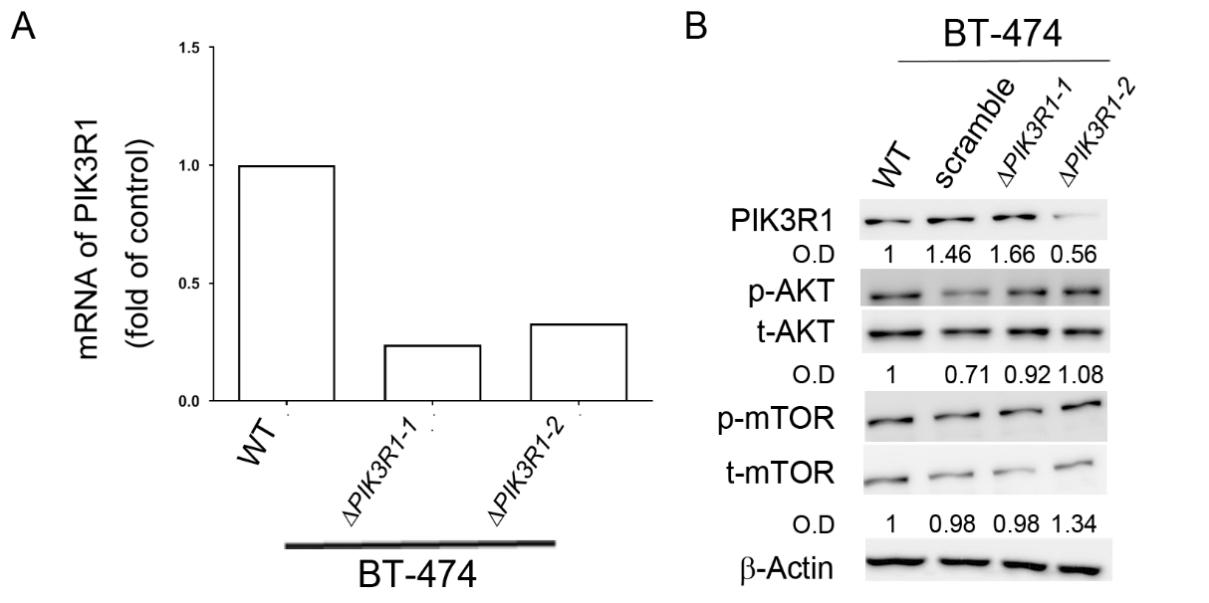 A
mRNA of PIK3R1
(fold of control)
1.5
1.0
0.5
0.0
WT
ΔPIK3R1-1
ΔPIK3R1-2
BT-474
B
BT-474
WT
scramble
ΔPIK3R1-1
ΔPIK3R1-2
PIK3R1
O.D 1 1.46 1.66 0.56
p-AKT
t-AKT
O.D 1 0.71 0.92 1.08
p-mTOR
t-mTOR
O.D 1 0.98 0.98 1.34
β-Actin